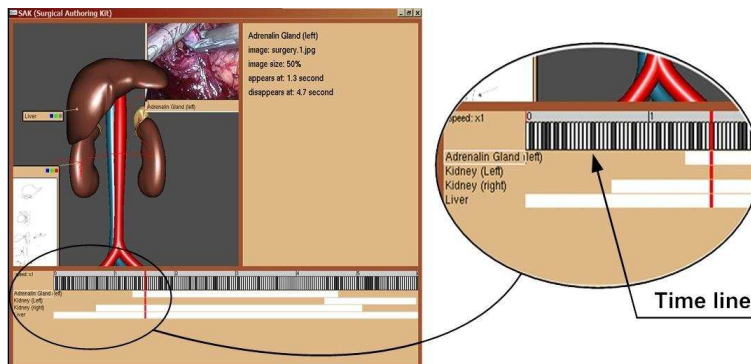 SAK (Surgical Authoring Kit)
Adrenalin Gland (left)
image: surgery.1.jpg
image size: 50%
appears at: 1.3 second
disappears at: 4.7 second
Adrenalin Gland (left)
Liver
speed: x1
Adrenalin Gland (left)
Kidney (Left)
Kidney (right)
Liver
speed: x1
0 1
Adrenalin Gland (left)
Kidney (Left)
Kidney (right)
Liver
Time line